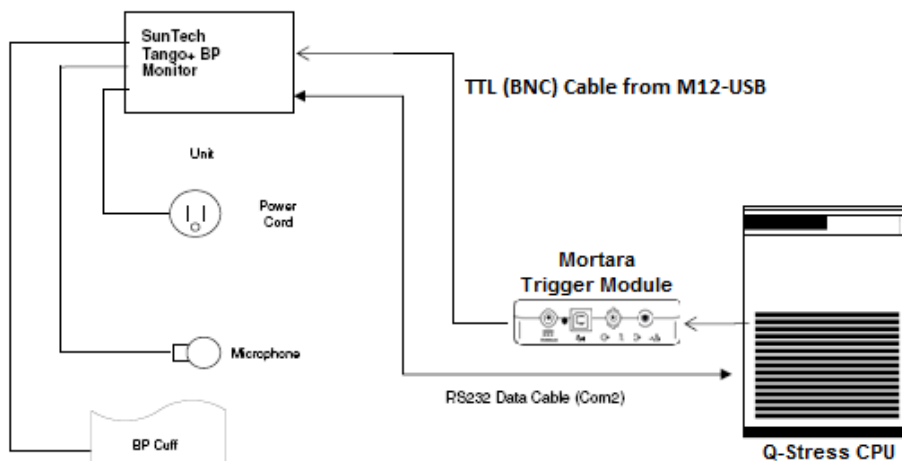 SunTech
Tango+ BP
Monitor
TTL (BNC) Cable from M12-USB
Unit
Power
Cord
Mortara
Trigger Module
Microphone
RS232 Data Cable (Com2)
BP Cuff
Q-Stress CPU